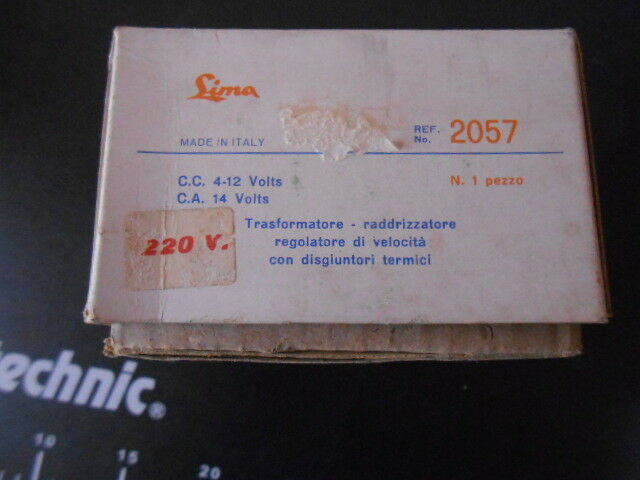 Lima
MADE IN ITALY
REF. No. 2057
C.C. 4-12 Volts
N. 1 pezzo
C.A. 14 Volts
220 V.
Trasformatore - raddrizzatore
regolatore di velocità
con disgiuntori termici
technic.®
10 15 20